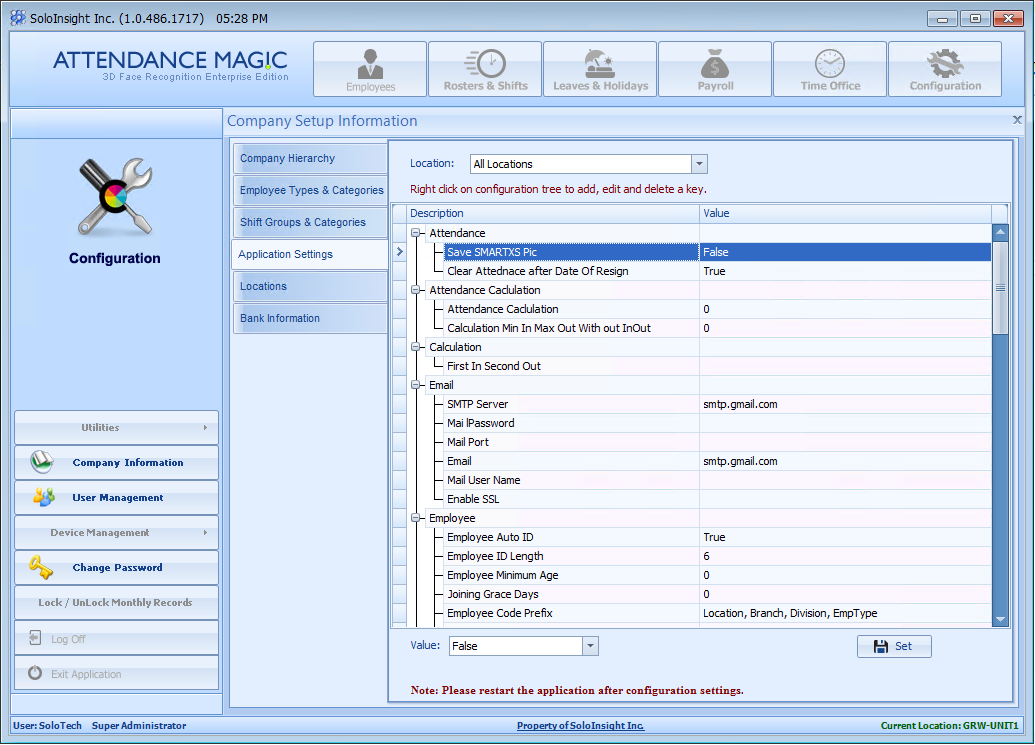 SoloInsight Inc. (1.0.486.1717)   05:28 PM
ATTENDANCE MAGIC
3D Face Recognition Enterprise Edition
Employees
Rosters & Shifts
Leaves & Holidays
Payroll
Time Office
Configuration
Company Setup Information
Configuration
Utilities
Company Information
User Management
Device Management
Change Password
Lock / UnLock Monthly Records
Log Off
Exit Application
Company Hierarchy
Employee Types & Categories
Shift Groups & Categories
Application Settings
Locations
Bank Information
Location: All Locations
Right click on configuration tree to add, edit and delete a key.
Description Value
Attendance
Save SMARTXS Pic False
Clear Attednace after Date Of Resign True
Attendance Caclulation
Attendance Caclulation 0
Calculation Min In Max Out With out InOut 0
Calculation
First In Second Out
Email
SMTP Server smtp.gmail.com
Mai lPassword
Mail Port
Email smtp.gmail.com
Mail User Name
Enable SSL
Employee
Employee Auto ID True
Employee ID Length 6
Employee Minimum Age 0
Joining Grace Days 0
Employee Code Prefix Location, Branch, Division, EmpType
Value: False
Set
Note: Please restart the application after configuration settings.
User: SoloTech Super Administrator
Property of SoloInsight Inc.
Current Location: GRW-UNIT1